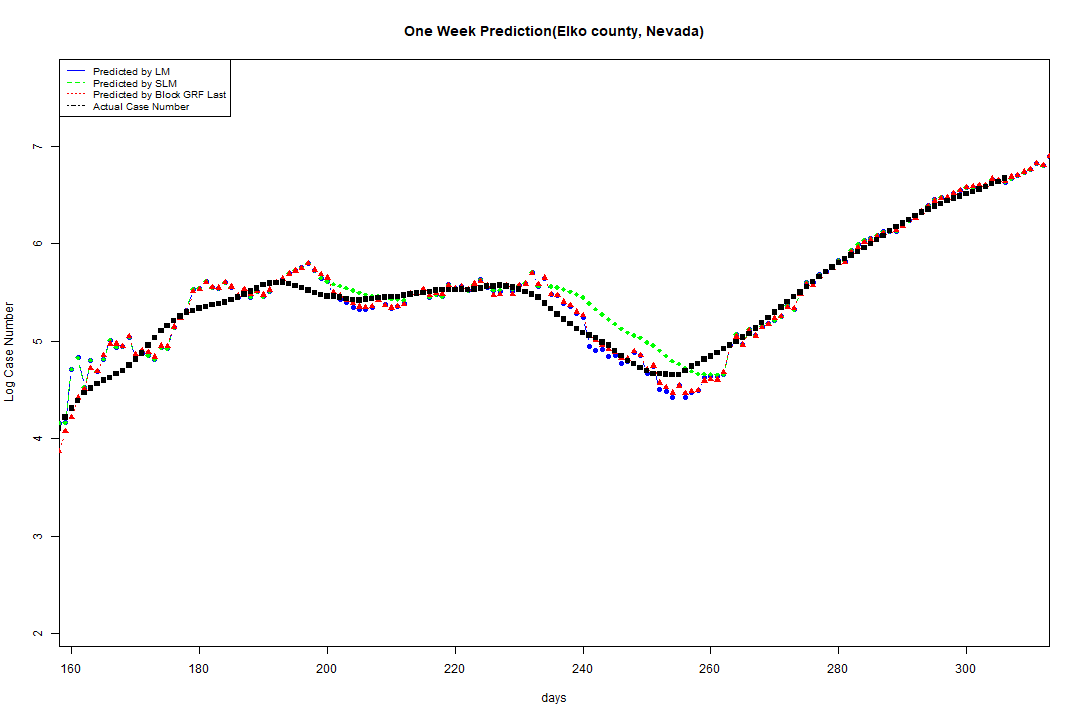 One Week Prediction(Elko county, Nevada)
Predicted by LM
Predicted by SLM
Predicted by Block GRF Last
Actual Case Number
7
6
5
4
3
2
Log Case Number
160 180 200 220 240 260 280 300
days